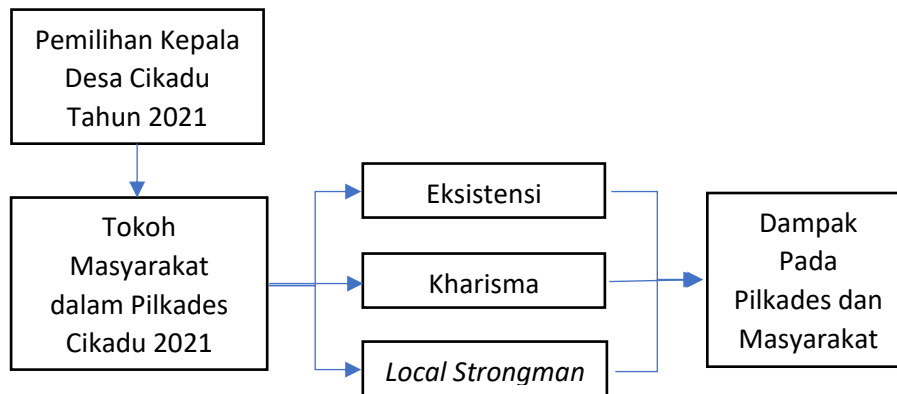 Pemilihan Kepala
Desa Cikadu
Tahun 2021
Tokoh
Masyarakat
dalam Pilkades
Cikadu 2021
Eksistensi
Kharisma
Local Strongman
Dampak
Pada
Pilkades dan
Masyarakat